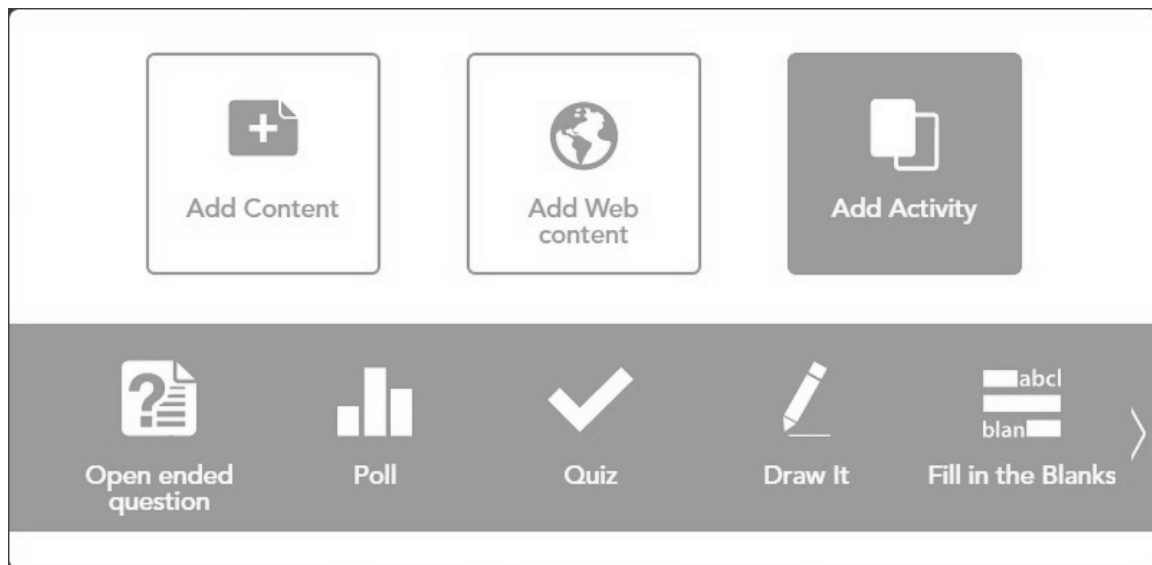 Add Content
Add Web
content
Add Activity
abcl
blan
Open ended
question
Poll
Quiz
Draw It
Fill in the Blanks